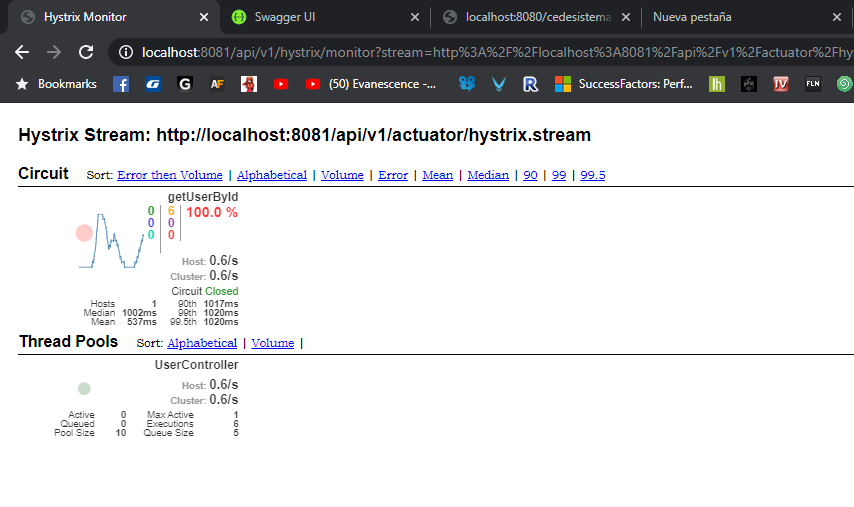 Hystrix Monitor
Swagger UI
localhost:8080/cedesistema
Nueva pestaña
localhost:8081/api/v1/hystrix/monitor?stream=http%3A%2F%2Flocalhost%3A8081%2Fapi%2Fv1%2Factuator%2Fhy
Bookmarks
G
AF
(50) Evanescence -...
R
SuccessFactors: Perf...
lh
FLN
Hystrix Stream: http://localhost:8081/api/v1/actuator/hystrix.stream
Circuit Sort: Error then Volume | Alphabetical | Volume | Error | Mean | Median | 90 | 99 | 99.5
getUserById
0 6 100.0 %
0 0
0 0
Host: 0.6/s
Cluster: 0.6/s
Circuit Closed
Hosts 1 90th 1017ms
Median 1002ms 99th 1020ms
Mean 537ms 99.5th 1020ms
Thread Pools Sort: Alphabetical | Volume |
UserController
Host: 0.6/s
Cluster: 0.6/s
Active 0 Max Active 1
Queued 0 Executions 6
Pool Size 10 Queue Size 5